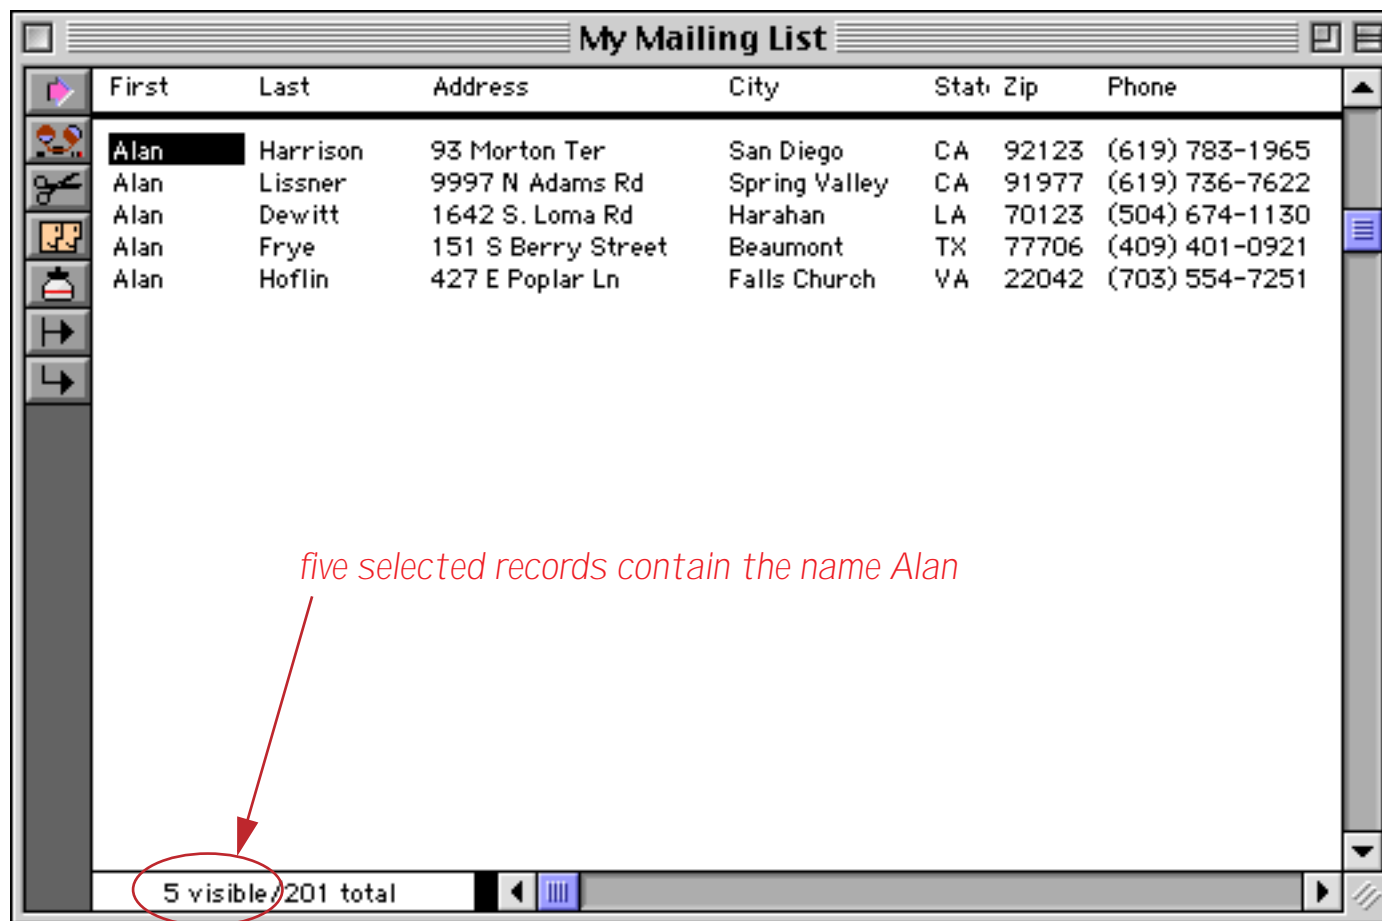 My Mailing List
First Last Address City Stat Zip Phone
Alan Harrison 93 Morton Ter San Diego CA 92123 (619) 783-1965
Alan Lissner 9997 N Adams Rd Spring Valley CA 91977 (619) 736-7622
Alan Dewitt 1642 S. Loma Rd Harahan LA 70123 (504) 674-1130
Alan Frye 151 S Berry Street Beaumont TX 77706 (409) 401-0921
Alan Hoflin 427 E Poplar Ln Falls Church VA 22042 (703) 554-7251
five selected records contain the name Alan
5 visible/201 total